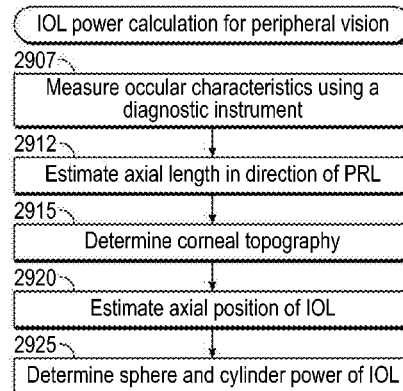 IOL power calculation for peripheral vision
2907
Measure occular characteristics using a
diagnostic instrument
2912
Estimate axial length in direction of PRL
2915
Determine corneal topography
2920
Estimate axial position of IOL
2925
Determine sphere and cylinder power of IOL